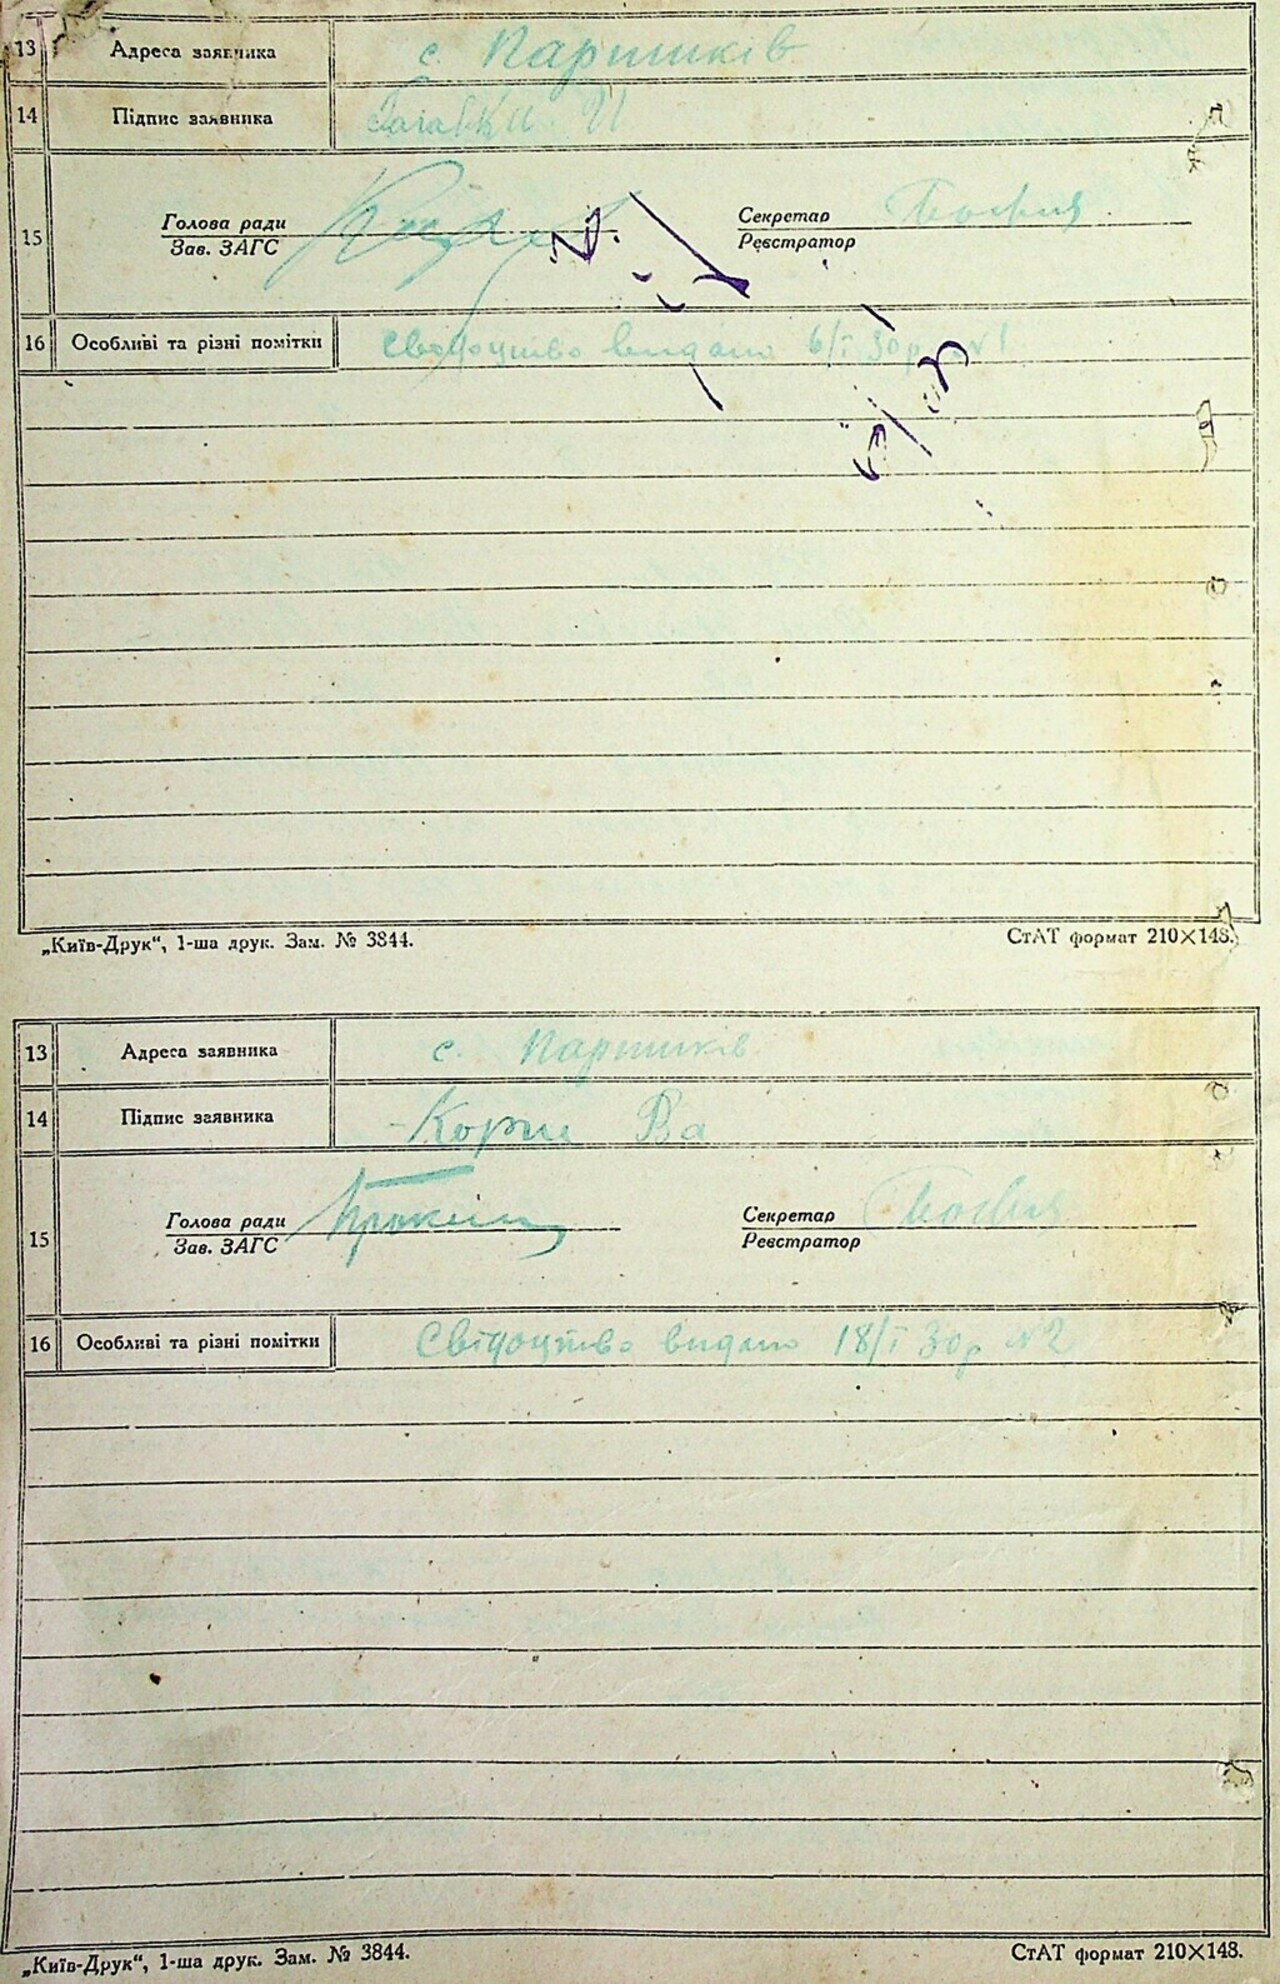 13 Адреса заявника с. Паришків
14 Підпис заявника
15 Голова ради Секретар
Зав. ЗАГС Реєстратор
16 Особливі та різні помітки Свідоцтво видано 6/I 30 р. №1
„Київ-Друк“, 1-ша друк. Зам. № 3844. СтАТ формат 210×148.
13 Адреса заявника с. Паришків
14 Підпис заявника Корж Ва
15 Голова ради Секретар
Зав. ЗАГС Реєстратор
16 Особливі та різні помітки Свідоцтво видано 18/I 30 р №2
„Київ-Друк“, 1-ша друк. Зам. № 3844. СтАТ формат 210×148.